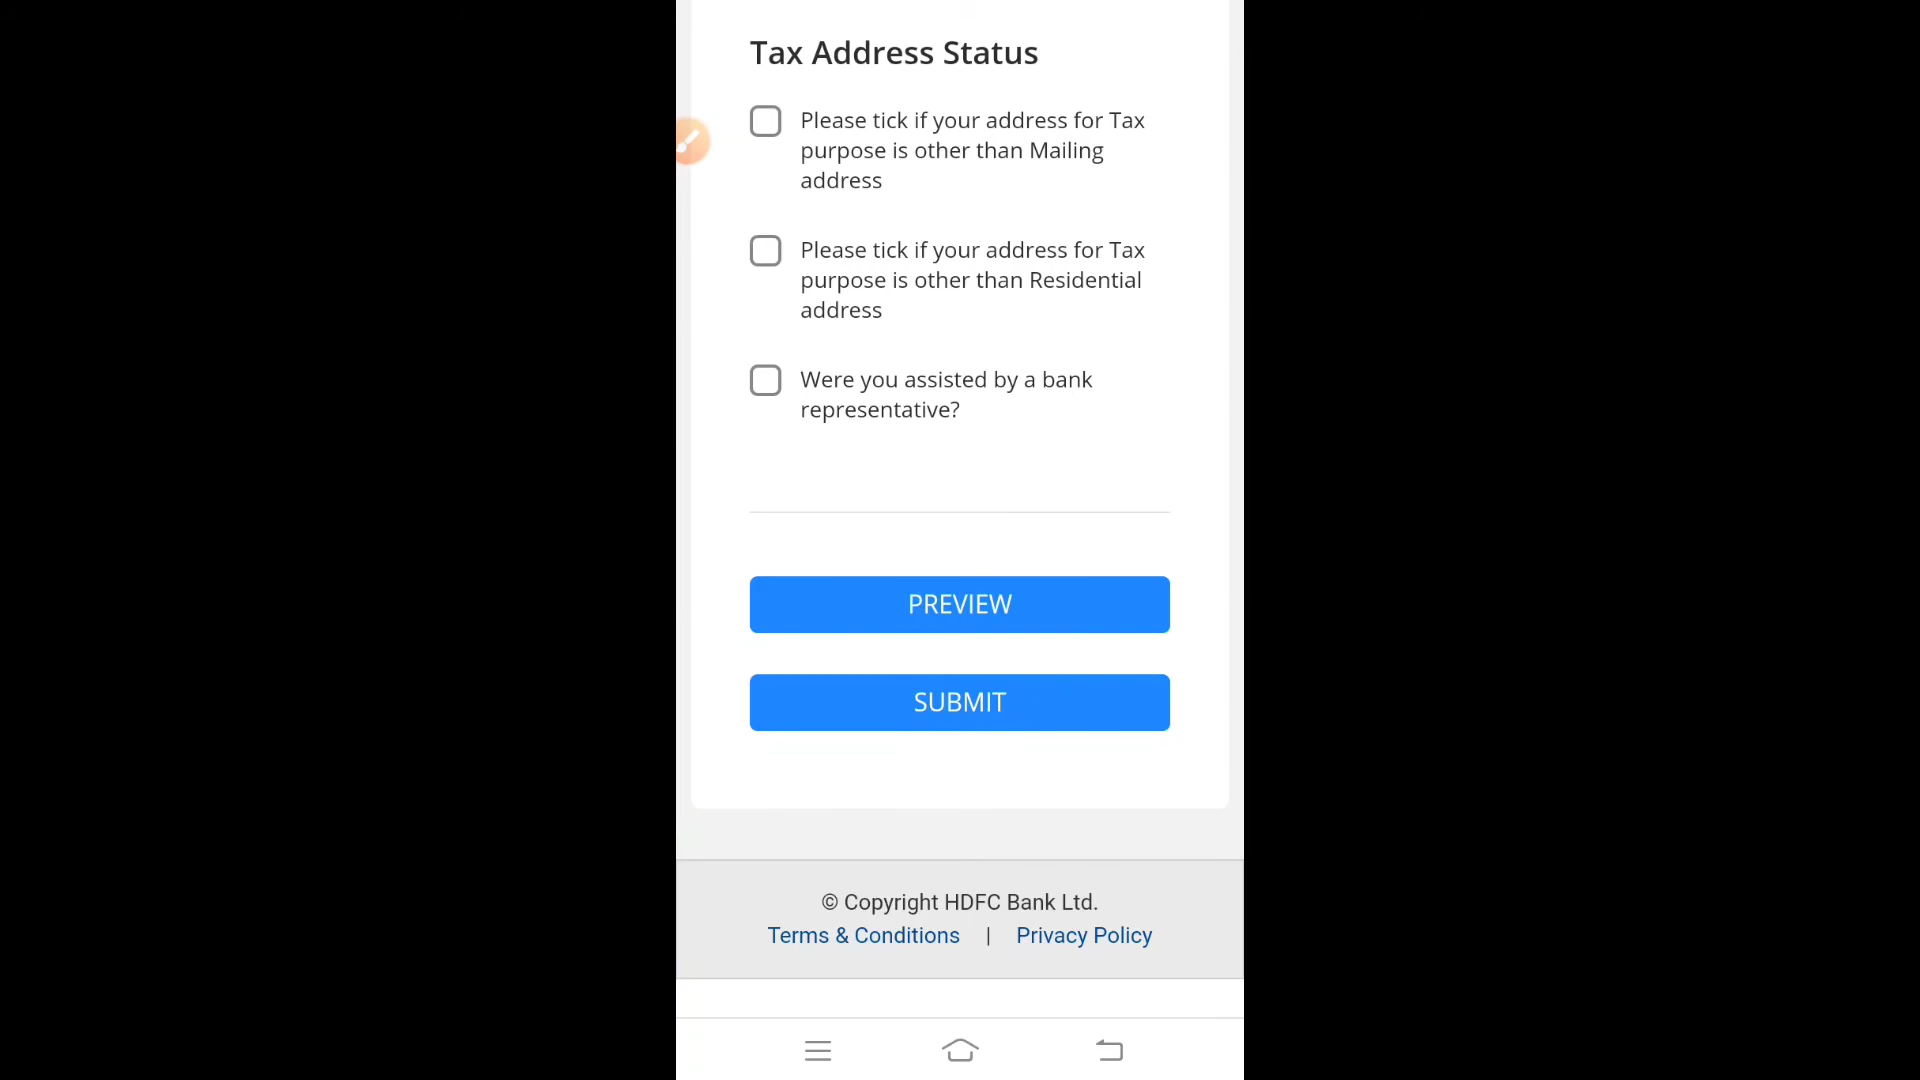 Tax Address Status
Please tick if your address for Tax
purpose is other than Mailing
address
Please tick if your address for Tax
purpose is other than Residential
address
Were you assisted by a bank
representative?
PREVIEW
SUBMIT
© Copyright HDFC Bank Ltd.
Terms & Conditions | Privacy Policy